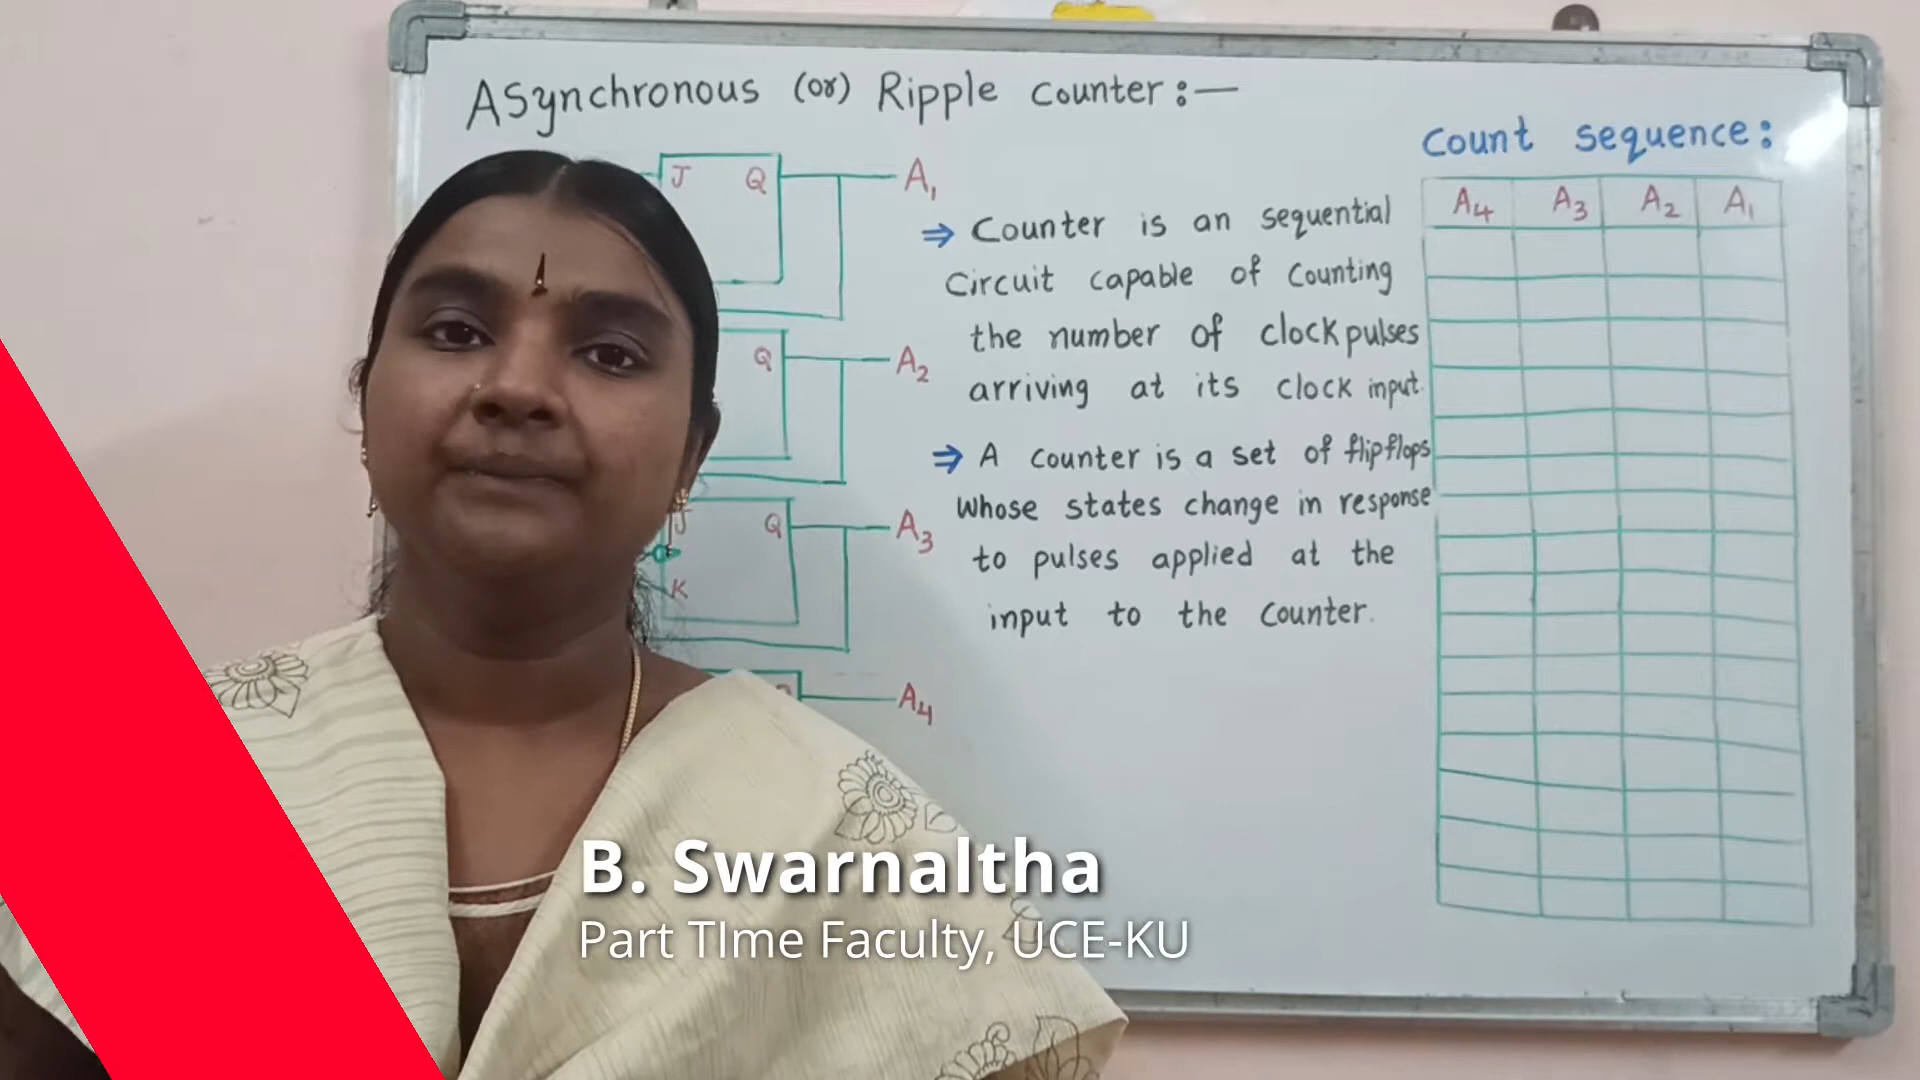 Asynchronous (or) Ripple Counter :—
Count sequence:
J Q A1
A4 A3 A2 A1
⇒ Counter is an sequential
Circuit capable of Counting
the number of clock pulses
arriving at its clock input.
Q A2
⇒ A counter is a set of flipflops
whose states change in response
to pulses applied at the
input to the Counter.
J Q A3
K
A4
B. Swarnaltha
Part TIme Faculty, UCE-KU